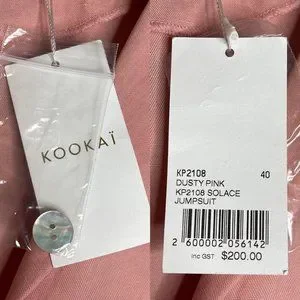 KOOKAÏ
KP2108 40
DUSTY PINK
KP2108 SOLACE
JUMPSUIT
2 600002 056142
inc GST $200.00